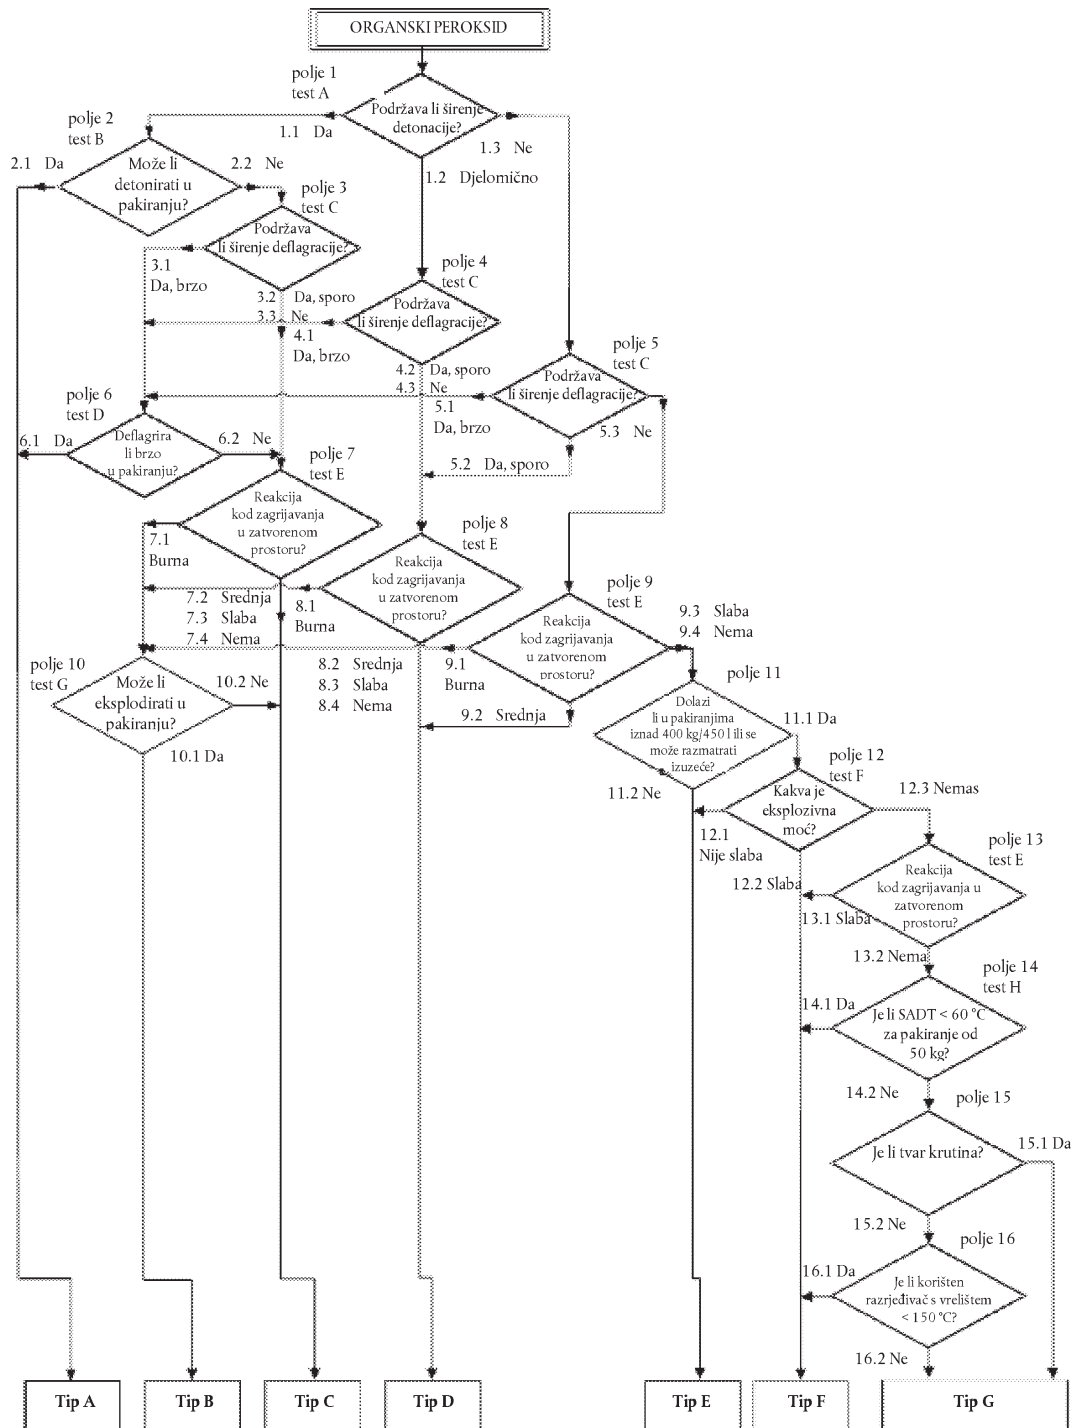 ORGANSKI PEROKSID
polje 1
test A
Podržava li širenje
detonacije?
1.1 Da
1.3 Ne
1.2 Djelomično
polje 2
test B
2.1 Da
Može li
detonirati u
pakiranju?
2.2 Ne
polje 3
test C
Podržava
li širenje deflagracije?
3.1
Da, brzo
3.2 Da, sporo
3.3 Ne
polje 4
test C
Podržava
li širenje deflagracije?
4.1
Da, brzo
4.2 Da, sporo
4.3 Ne
polje 5
test C
Podržava
li širenje deflagracije?
5.1
Da, brzo
5.3 Ne
5.2 Da, sporo
polje 6
test D
6.1 Da
Deflagrira
li brzo
u pakiranju?
6.2 Ne
polje 7
test E
Reakcija
kod zagrijavanja
u zatvorenom
prostoru?
7.1
Burna
7.2 Srednja
7.3 Slaba
7.4 Nema
polje 8
test E
Reakcija
kod zagrijavanja
u zatvorenom
prostoru?
8.1
Burna
8.2 Srednja
8.3 Slaba
8.4 Nema
polje 9
test E
Reakcija
kod zagrijavanja
u zatvorenom
prostoru?
9.3 Slaba
9.4 Nema
9.1
Burna
9.2 Srednja
polje 10
test G
Može li
eksplodirati u
pakiranju?
10.2 Ne
10.1 Da
polje 11
Dolazi
li u pakiranjima
iznad 400 kg/450 l ili se
može razmatrati
izuzeće?
11.1 Da
11.2 Ne
polje 12
test F
Kakva je
eksplozivna
moć?
12.3 Nemas
12.1
Nije slaba
12.2 Slaba
polje 13
test E
Reakcija
kod zagrijavanja u
zatvorenom
prostoru?
13.1 Slaba
13.2 Nema
polje 14
test H
14.1 Da
Je li SADT < 60 °C
za pakiranje od
50 kg?
14.2 Ne
polje 15
Je li tvar krutina?
15.1 Da
15.2 Ne
polje 16
16.1 Da
Je li korišten
razrjeđivač s vrelištem
< 150 °C?
16.2 Ne
Tip A
Tip B
Tip C
Tip D
Tip E
Tip F
Tip G